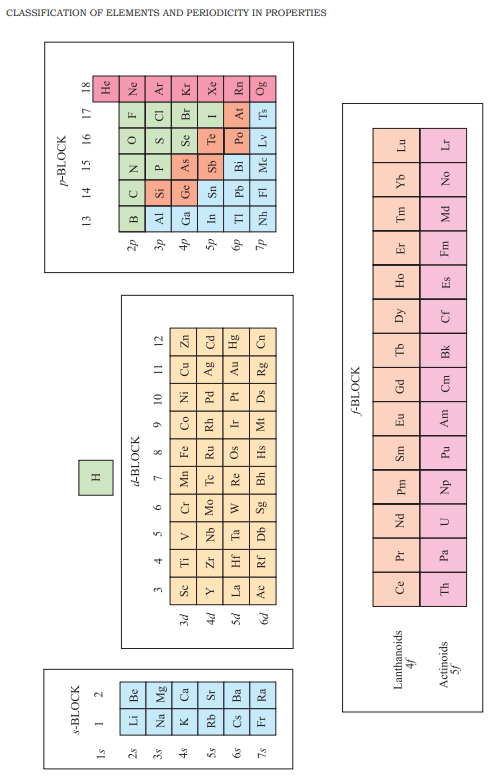 CLASSIFICATION OF ELEMENTS AND PERIODICITY IN PROPERTIES
s-BLOCK
1 2
1s
2s Li Be
3s Na Mg
4s K Ca
5s Rb Sr
6s Cs Ba
7s Fr Ra
H
d-BLOCK
3 4 5 6 7 8 9 10 11 12
3d Sc Ti V Cr Mn Fe Co Ni Cu Zn
4d Y Zr Nb Mo Tc Ru Rh Pd Ag Cd
5d La Hf Ta W Re Os Ir Pt Au Hg
6d Ac Rf Db Sg Bh Hs Mt Ds Rg Cn
p-BLOCK
13 14 15 16 17 18
He
2p B C N O F Ne
3p Al Si P S Cl Ar
4p Ga Ge As Se Br Kr
5p In Sn Sb Te I Xe
6p Tl Pb Bi Po At Rn
7p Nh Fl Mc Lv Ts Og
f-BLOCK
Lanthanoids
4f
Ce Pr Nd Pm Sm Eu Gd Tb Dy Ho Er Tm Yb Lu
Actinoids
5f
Th Pa U Np Pu Am Cm Bk Cf Es Fm Md No Lr